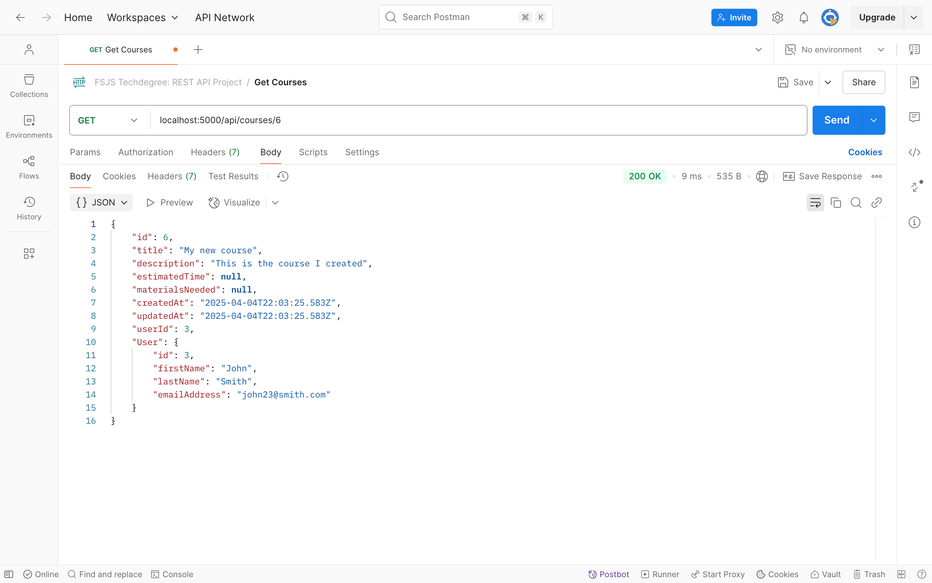 Home Workspaces API Network Search Postman ⌘ K Invite Upgrade
GET Get Courses No environment
FSJS Techdegree: REST API Project / Get Courses Save Share
GET localhost:5000/api/courses/6 Send
Params Authorization Headers (7) Body Scripts Settings Cookies
Body Cookies Headers (7) Test Results 200 OK • 9 ms • 535 B Save Response
{} JSON Preview Visualize
1 {
2 "id": 6,
3 "title": "My new course",
4 "description": "This is the course I created",
5 "estimatedTime": null,
6 "materialsNeeded": null,
7 "createdAt": "2025-04-04T22:03:25.583Z",
8 "updatedAt": "2025-04-04T22:03:25.583Z",
9 "userId": 3,
10 "User": {
11 "id": 3,
12 "firstName": "John",
13 "lastName": "Smith",
14 "emailAddress": "john23@smith.com"
15 }
16 }
Collections
Environments
Flows
History
Online Find and replace Console Postbot Runner Start Proxy Cookies Vault Trash